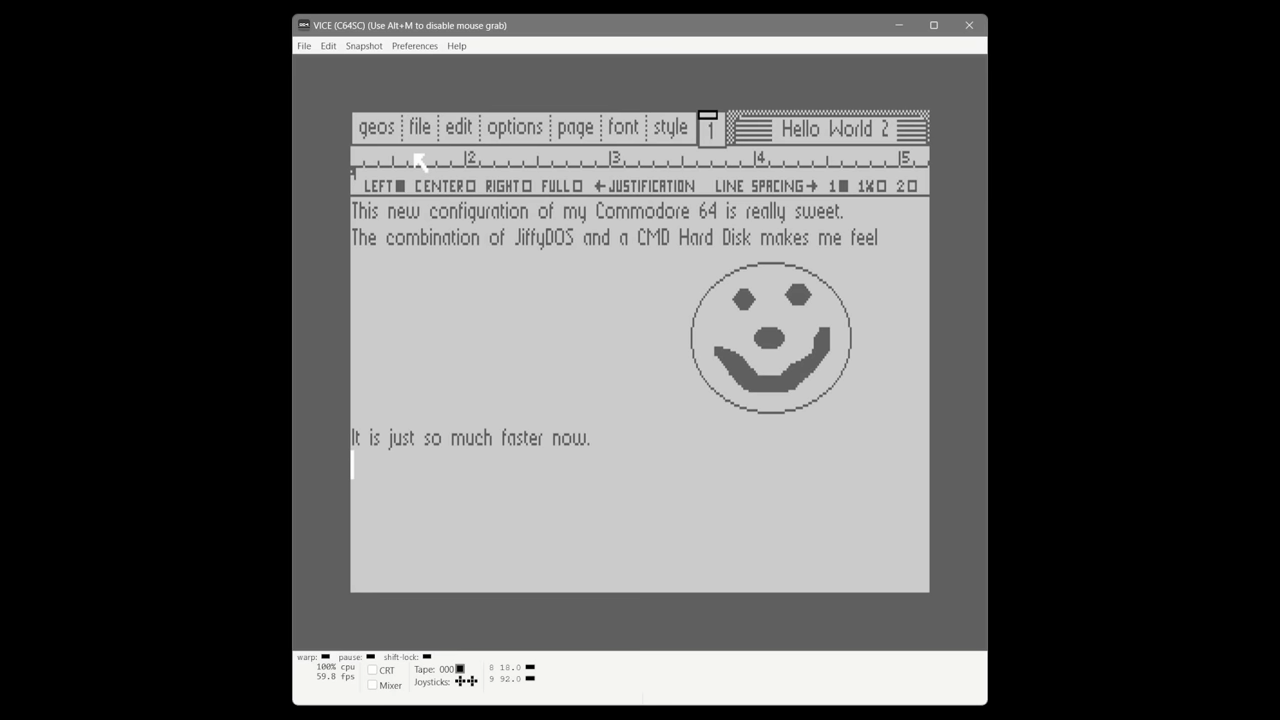 VICE (C64SC) (Use Alt+M to disable mouse grab)
File Edit Snapshot Preferences Help
geos file edit options page font style 1 Hello World 2
2 3 4 5
LEFT CENTER RIGHT FULL ←JUSTIFICATION LINE SPACING→ 1 1½ 2
This new configuration of my Commodore 64 is really sweet.
The combination of JiffyDOS and a CMD Hard Disk makes me feel
It is just so much faster now.
warp: pause: shift-lock:
100% cpu CRT Tape: 000 8 18.0
59.8 fps Mixer Joysticks: 9 92.0